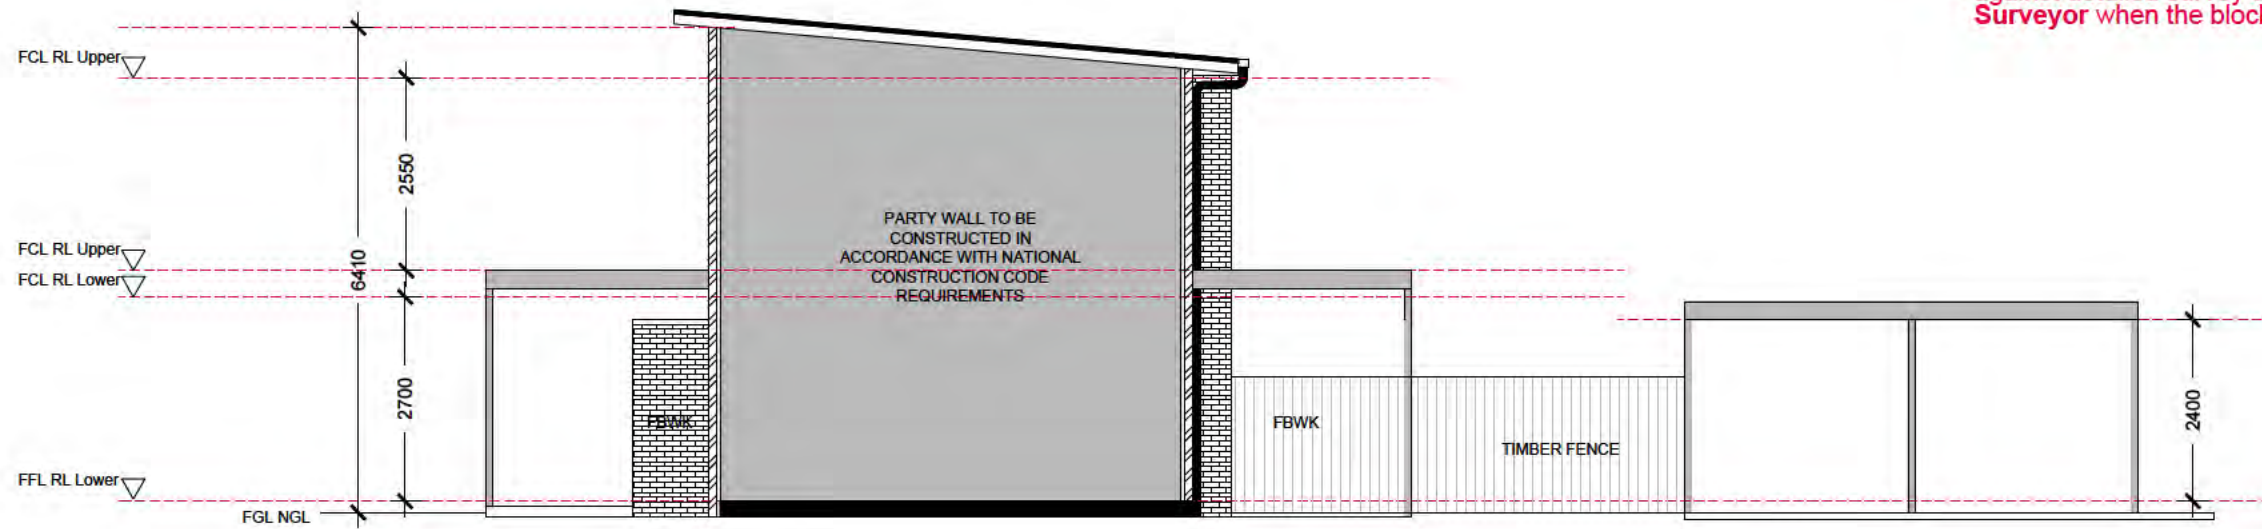 Surveyor when the bloc
FCL RL Upper
2550
6410
FCL RL Upper
FCL RL Lower
2700
FFL RL Lower
FGL NGL
PARTY WALL TO BE
CONSTRUCTED IN
ACCORDANCE WITH NATIONAL
CONSTRUCTION CODE
REQUIREMENTS
FBWK
FBWK
TIMBER FENCE
2400